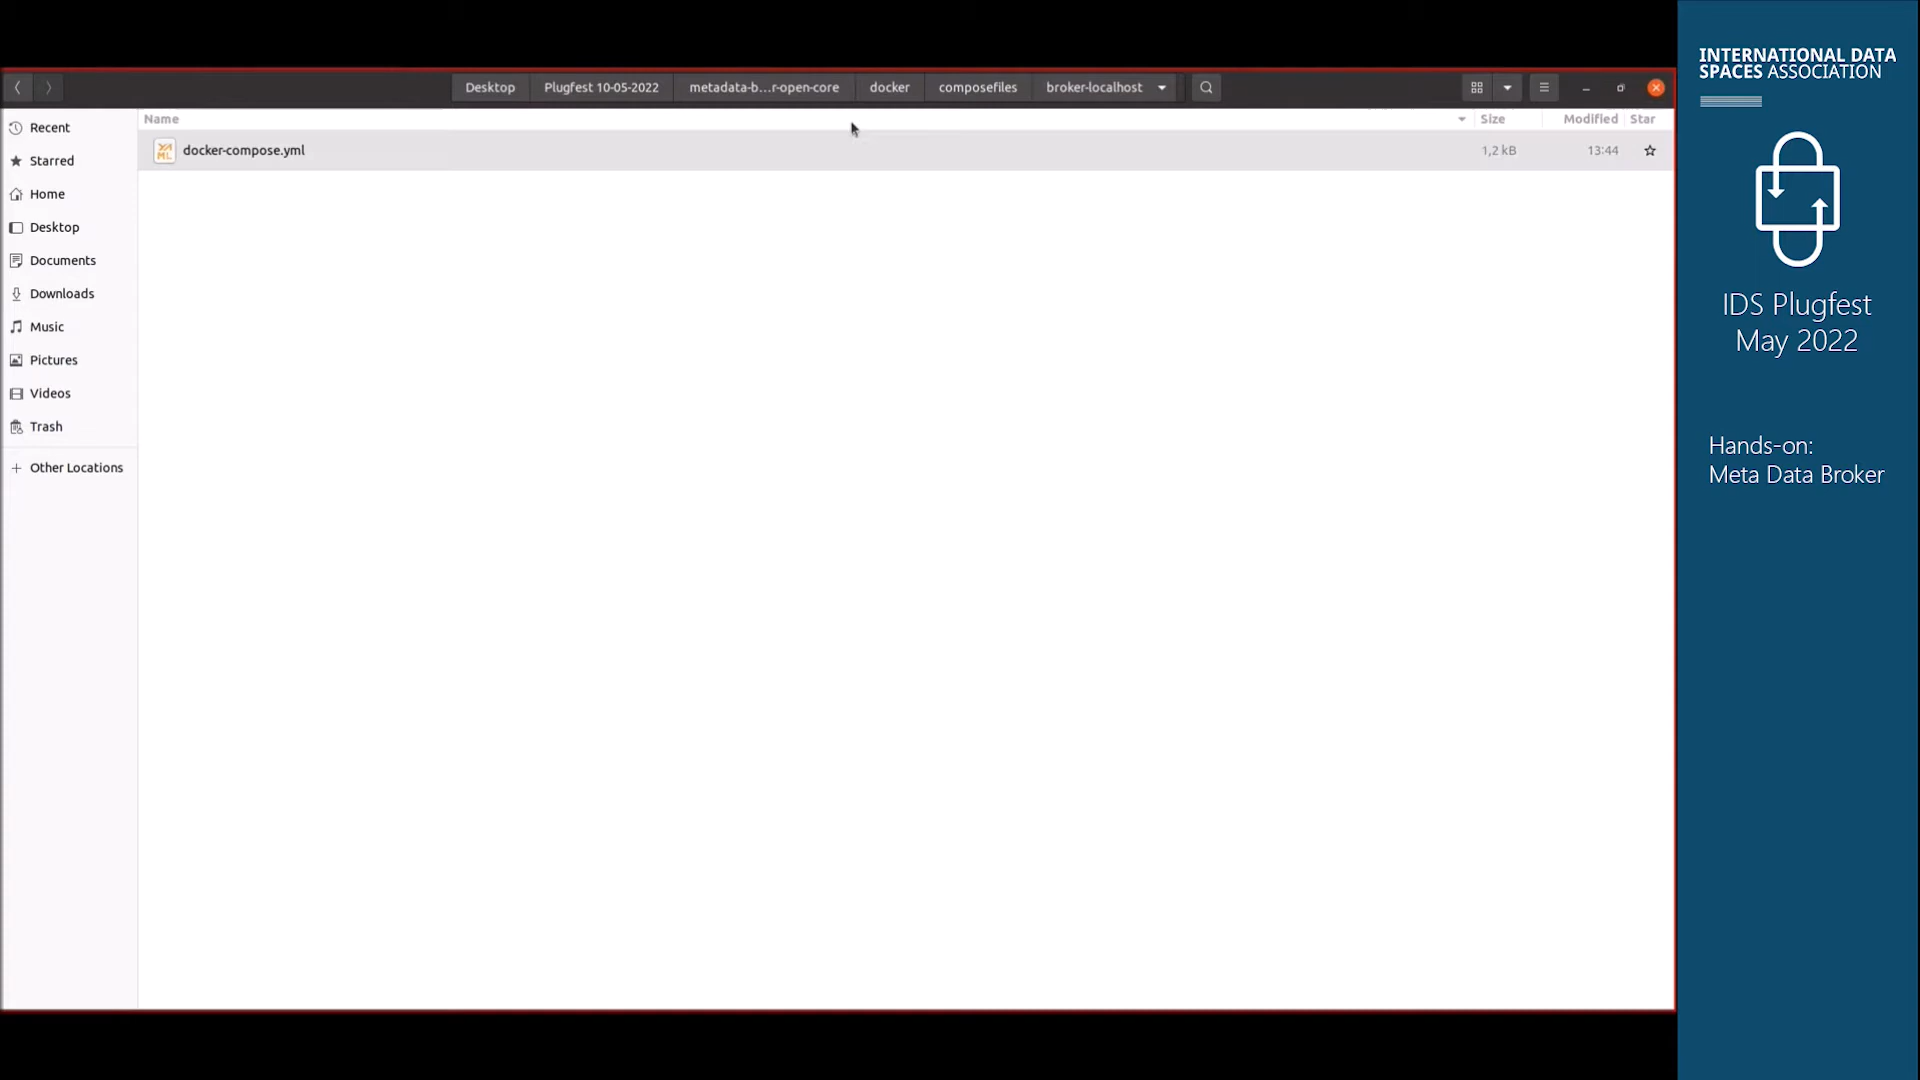 Desktop
Plugfest 10-05-2022
metadata-b...r-open-core
docker
composefiles
broker-localhost
Recent
Starred
Home
Desktop
Documents
Downloads
Music
Pictures
Videos
Trash
Other Locations
Name
Size
Modified
Star
YA
ML
docker-compose.yml
1,2 kB
13:44
INTERNATIONAL DATA
SPACES ASSOCIATION
IDS Plugfest
May 2022
Hands-on:
Meta Data Broker